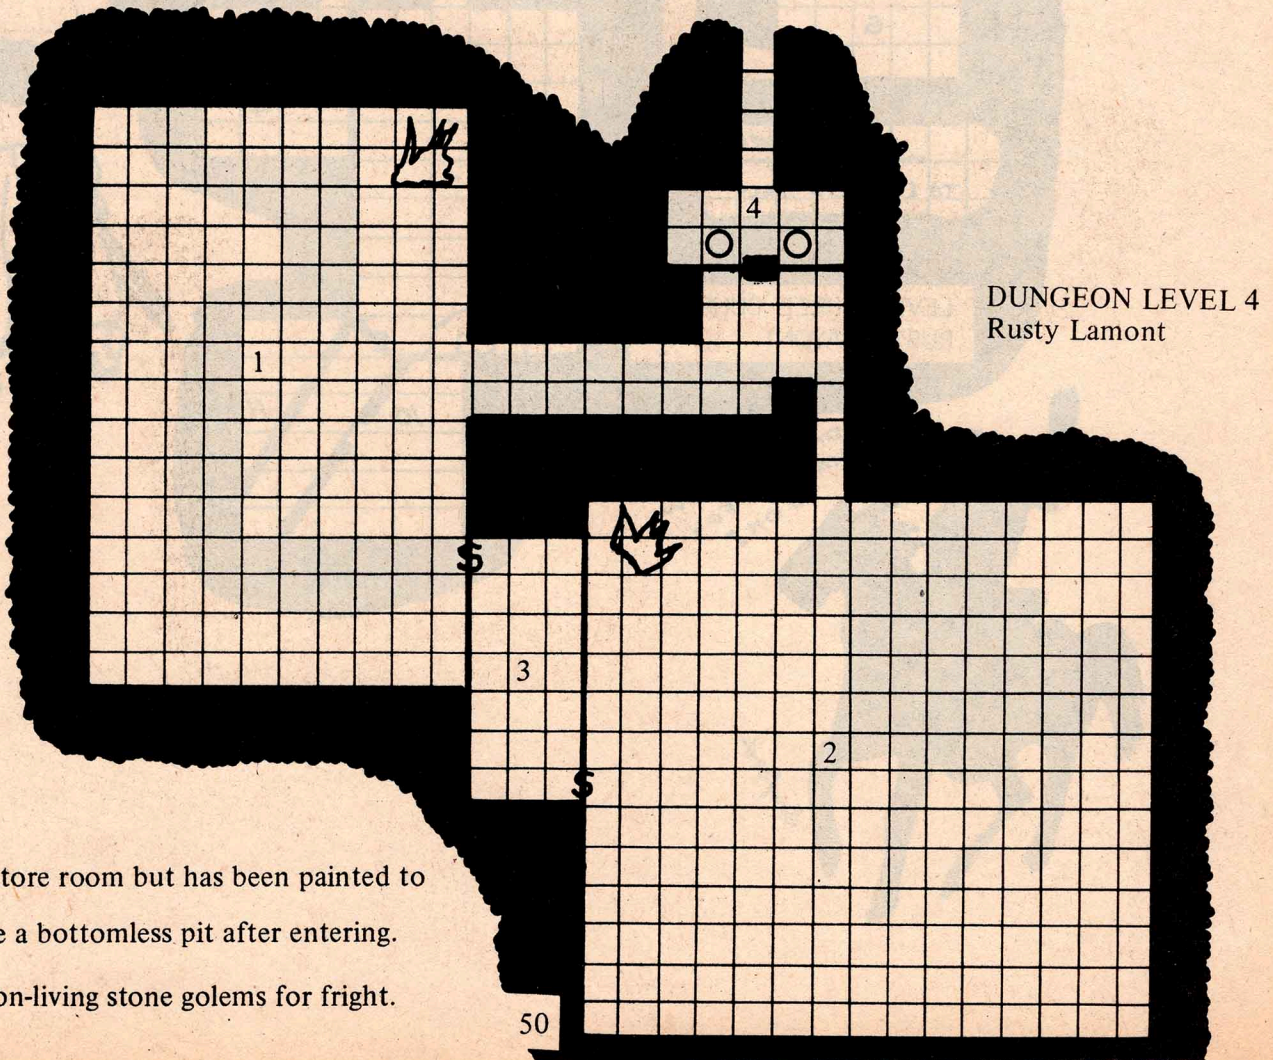 4
DUNGEON LEVEL 4
Rusty Lamont
1
S
3
2
S
tore room but has been painted to
e a bottomless pit after entering.
on-living stone golems for fright.
50